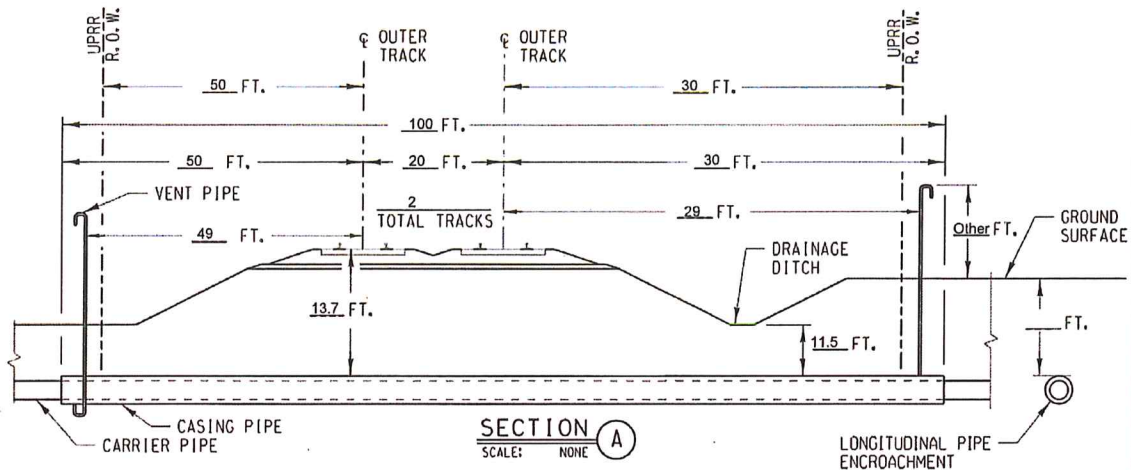 UPRR
R. O. W.
℄ OUTER
TRACK
℄ OUTER
TRACK
UPRR
R. O. W.
50 FT.
30 FT.
100 FT.
50 FT.
20 FT.
30 FT.
VENT PIPE
2
TOTAL TRACKS
29 FT.
49 FT.
Other FT.
GROUND
SURFACE
DRAINAGE
DITCH
13.7 FT.
FT.
11.5 FT.
CASING PIPE
CARRIER PIPE
SECTION A
SCALE: NONE
LONGITUDINAL PIPE
ENCROACHMENT